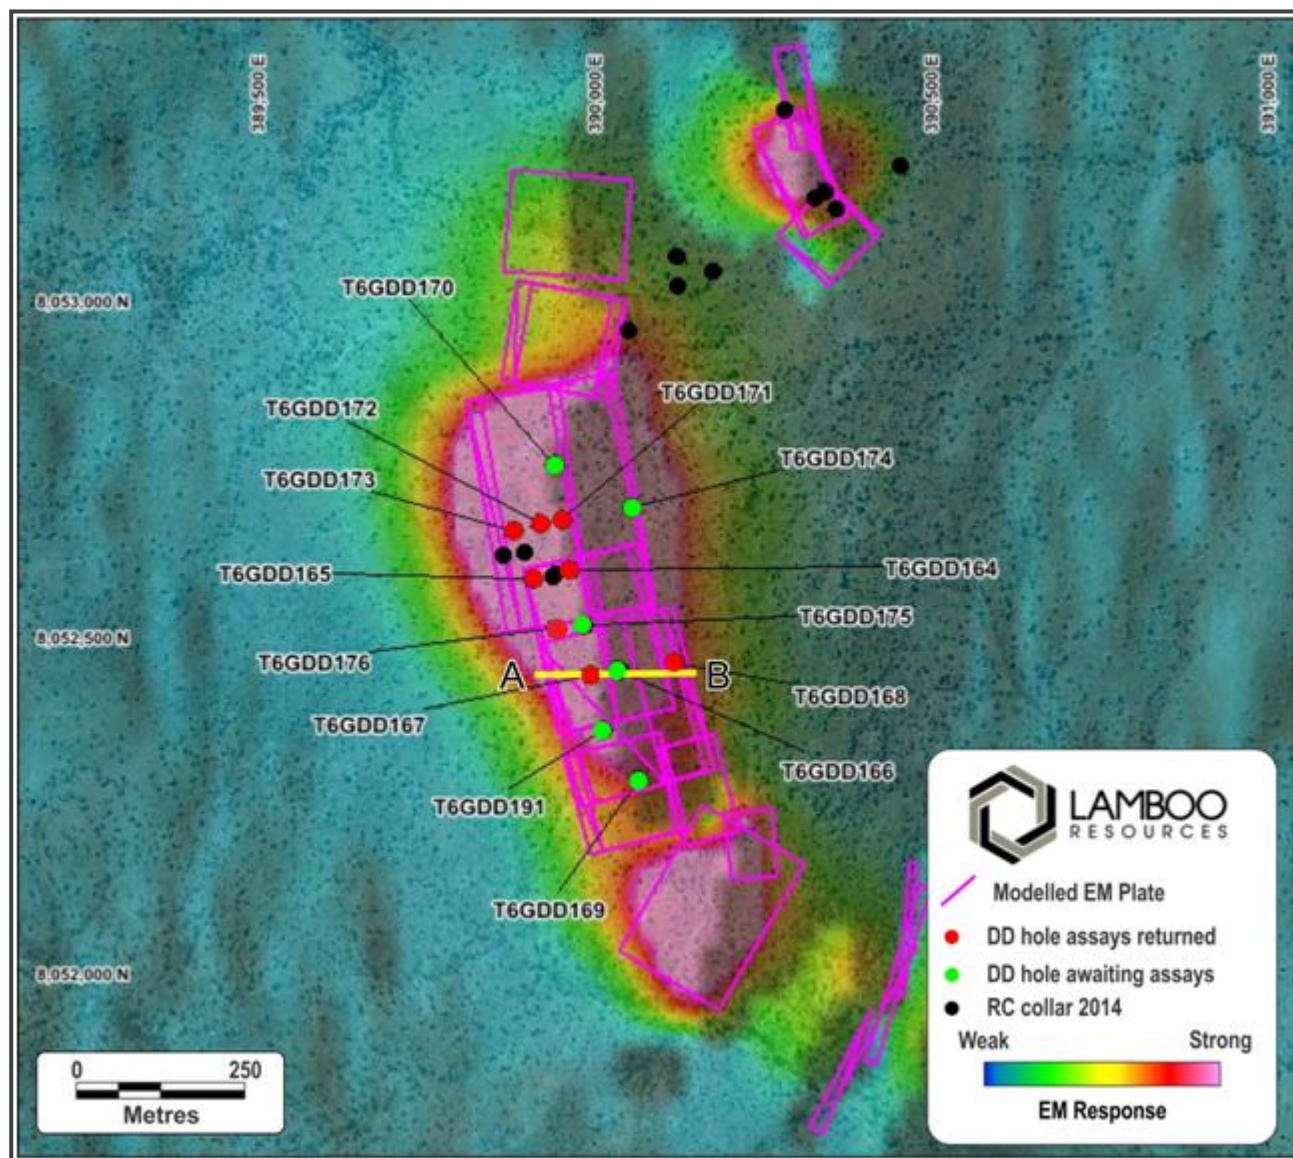 389,500 E
390,000 E
390,500 E
391,000 E
T6GDD170
8,053,000 N
T6GDD171
T6GDD172
T6GDD174
T6GDD173
T6GDD165
T6GDD164
T6GDD175
8,052,500 N
T6GDD176
A
B
T6GDD168
T6GDD167
T6GDD166
T6GDD191
T6GDD169
8,052,000 N
LAMBOO
RESOURCES
Modelled EM Plate
DD hole assays returned
DD hole awaiting assays
RC collar 2014
Weak Strong
EM Response
0 250
Metres